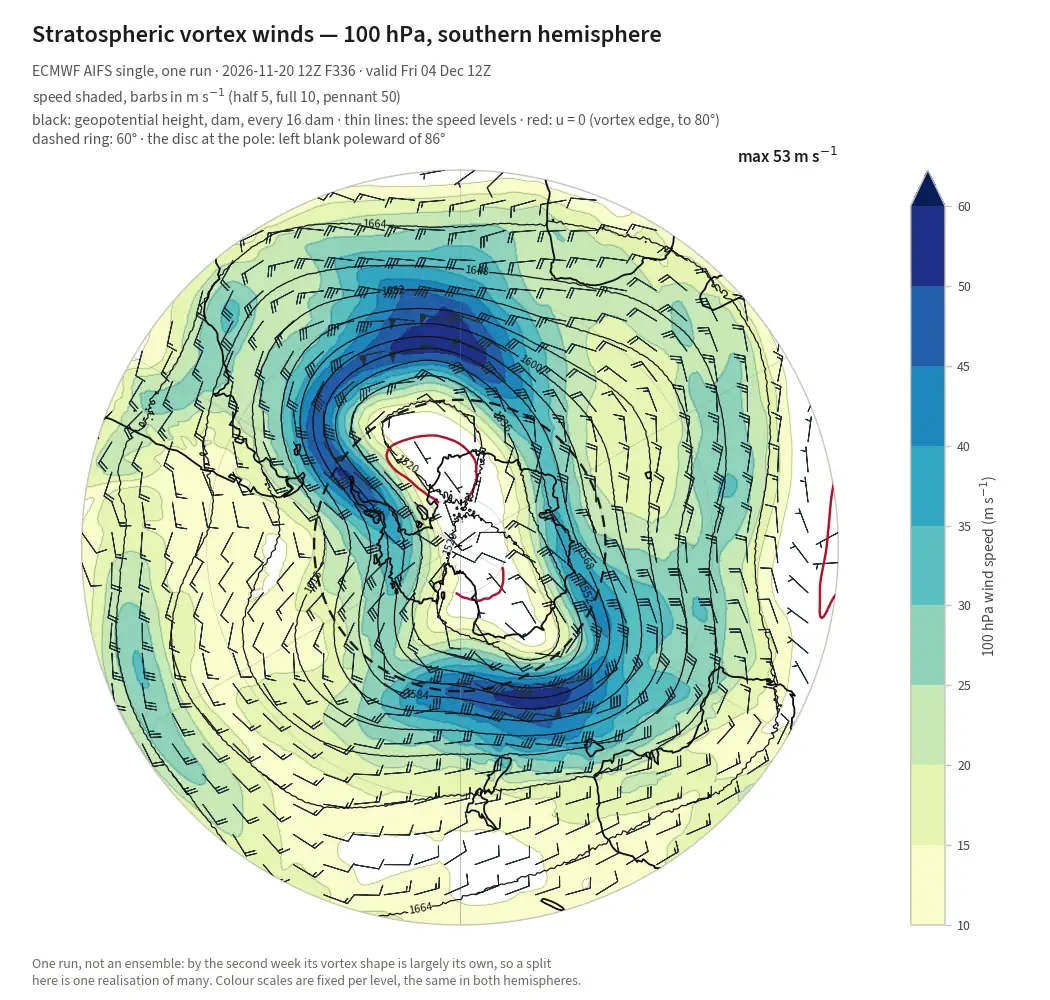 Stratospheric vortex winds — 100 hPa, southern hemisphere
ECMWF AIFS single, one run · 2026-11-20 12Z F336 · valid Fri 04 Dec 12Z
speed shaded, barbs in m s⁻¹ (half 5, full 10, pennant 50)
black: geopotential height, dam, every 16 dam · thin lines: the speed levels · red: u = 0 (vortex edge, to 80°)
dashed ring: 60° · the disc at the pole: left blank poleward of 86°
max 53 m s⁻¹
60
50
45
40
35
30
25
20
15
10
100 hPa wind speed (m s⁻¹)
1664
1648
1632
1600
1520
1568
1552
1584
1664
One run, not an ensemble: by the second week its vortex shape is largely its own, so a split
here is one realisation of many. Colour scales are fixed per level, the same in both hemispheres.